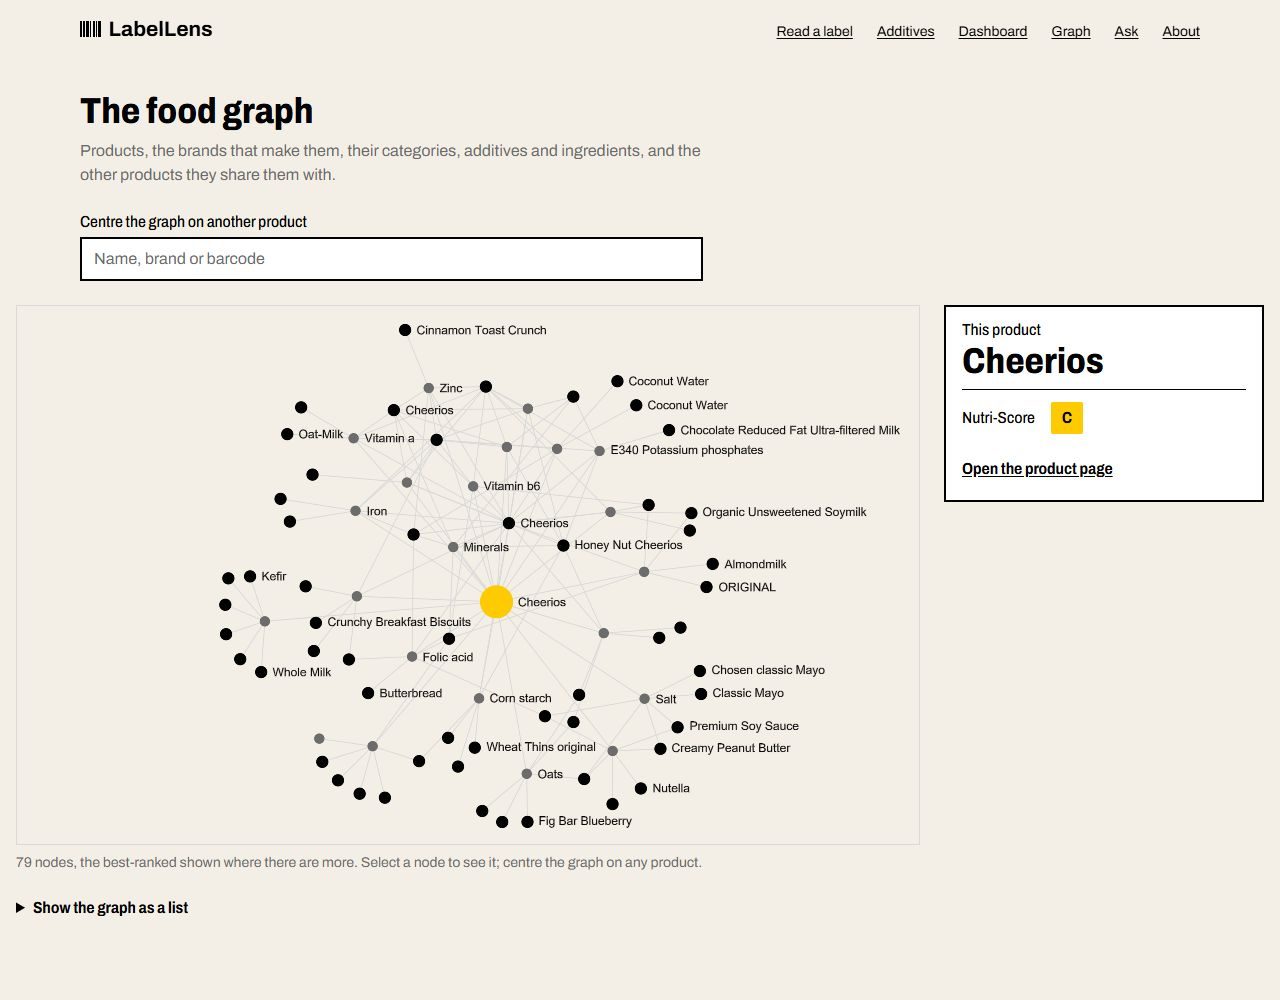 LabelLens
Read a label Additives Dashboard Graph Ask About
The food graph
Products, the brands that make them, their categories, additives and ingredients, and the
other products they share them with.
Centre the graph on another product
Name, brand or barcode
Cinnamon Toast Crunch
Zinc
Coconut Water
Cheerios
Coconut Water
Oat-Milk
Vitamin a
Chocolate Reduced Fat Ultra-filtered Milk
E340 Potassium phosphates
Vitamin b6
Iron
Organic Unsweetened Soymilk
Cheerios
Minerals
Honey Nut Cheerios
Almondmilk
Kefir
ORIGINAL
Cheerios
Crunchy Breakfast Biscuits
Folic acid
Whole Milk
Chosen classic Mayo
Butterbread
Classic Mayo
Corn starch
Salt
Premium Soy Sauce
Wheat Thins original
Creamy Peanut Butter
Oats
Nutella
Fig Bar Blueberry
This product
Cheerios
Nutri-Score C
Open the product page
79 nodes, the best-ranked shown where there are more. Select a node to see it; centre the graph on any product.
Show the graph as a list